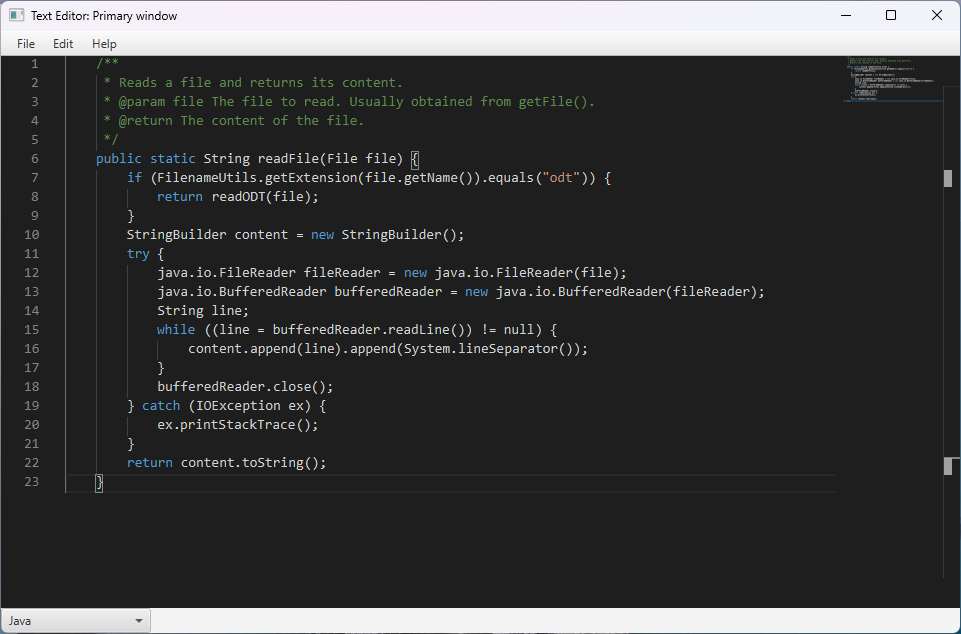 Text Editor: Primary window
File Edit Help
1 /**
2 * Reads a file and returns its content.
3 * @param file The file to read. Usually obtained from getFile().
4 * @return The content of the file.
5 */
6 public static String readFile(File file) {
7 if (FilenameUtils.getExtension(file.getName()).equals("odt")) {
8 return readODT(file);
9 }
10 StringBuilder content = new StringBuilder();
11 try {
12 java.io.FileReader fileReader = new java.io.FileReader(file);
13 java.io.BufferedReader bufferedReader = new java.io.BufferedReader(fileReader);
14 String line;
15 while ((line = bufferedReader.readLine()) != null) {
16 content.append(line).append(System.lineSeparator());
17 }
18 bufferedReader.close();
19 } catch (IOException ex) {
20 ex.printStackTrace();
21 }
22 return content.toString();
23 }
Java